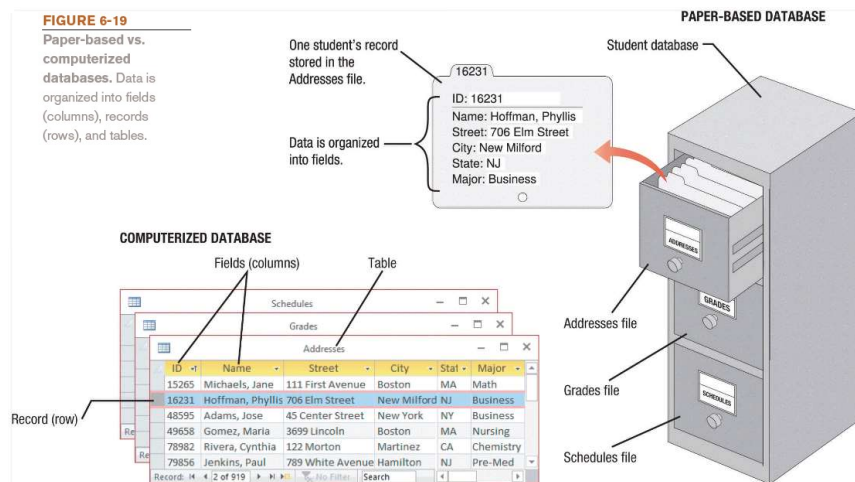 FIGURE 6-19
Paper-based vs.
computerized
databases. Data is
organized into fields
(columns), records
(rows), and tables.
PAPER-BASED DATABASE
One student's record
stored in the
Addresses file.
Student database
16231
ID: 16231
Name: Hoffman, Phyllis
Street: 706 Elm Street
City: New Milford
State: NJ
Major: Business
Data is organized
into fields.
ADDRESSES
GRADES
SCHEDULES
Addresses file
Grades file
Schedules file
COMPUTERIZED DATABASE
Fields (columns)
Table
Schedules
Grades
Addresses
ID Name Street City Stat Major
15265 Michaels, Jane 111 First Avenue Boston MA Math
16231 Hoffman, Phyllis 706 Elm Street New Milford NJ Business
48595 Adams, Jose 45 Center Street New York NY Business
49658 Gomez, Maria 3699 Lincoln Boston MA Nursing
78982 Rivera, Cynthia 122 Morton Martinez CA Chemistry
79856 Jenkins, Paul 789 White Avenue Hamilton NJ Pre-Med
Record (row)
Re
Re
Record: 2 of 919 No Filter Search